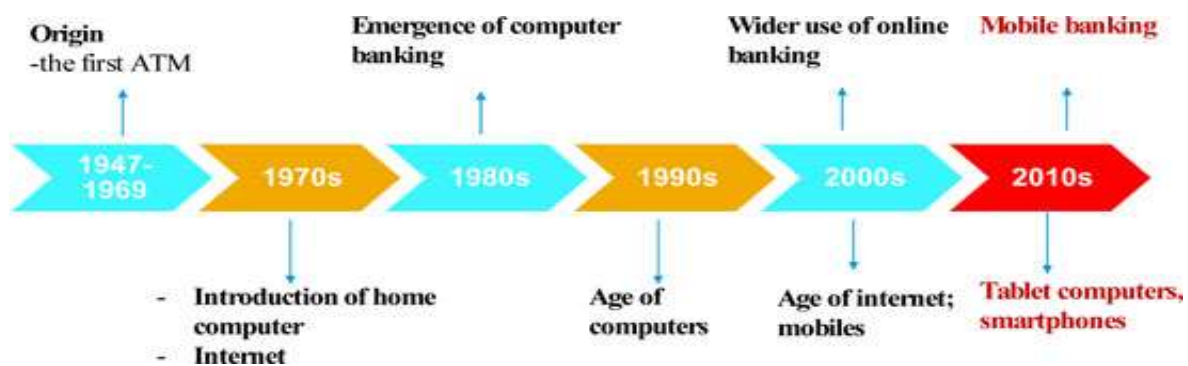 Origin
-the first ATM
Emergence of computer
banking
Wider use of online
banking
Mobile banking
1947-
1969
1970s
1980s
1990s
2000s
2010s
- Introduction of home
computer
- Internet
Age of
computers
Age of internet;
mobiles
Tablet computers,
smartphones